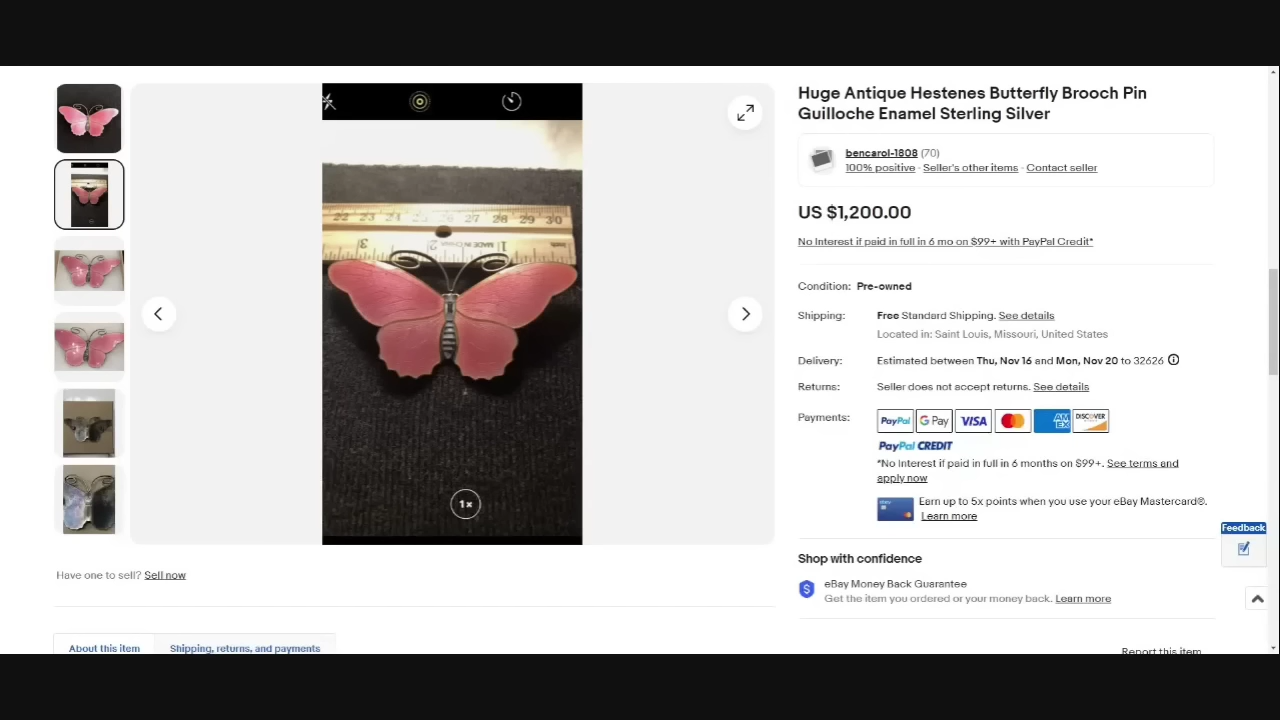 Huge Antique Hestenes Butterfly Brooch Pin
Guilloche Enamel Sterling Silver
bencarol-1808 (70)
100% positive · Seller's other items · Contact seller
US $1,200.00
No Interest if paid in full in 6 mo on $99+ with PayPal Credit*
Condition: Pre-owned
Shipping: Free Standard Shipping. See details
Located in: Saint Louis, Missouri, United States
Delivery: Estimated between Thu, Nov 16 and Mon, Nov 20 to 32626
Returns: Seller does not accept returns. See details
Payments: PayPal G Pay VISA AM EX DISCOVER
PayPal CREDIT
*No Interest if paid in full in 6 months on $99+. See terms and
apply now
Earn up to 5x points when you use your eBay Mastercard®.
Learn more
Shop with confidence
eBay Money Back Guarantee
Get the item you ordered or your money back. Learn more
Report this item
Feedback
22 23 24 25 26 27 28 29 30
3 2 MADE IN CHINA 1
1x
Have one to sell? Sell now
About this item
Shipping, returns, and payments